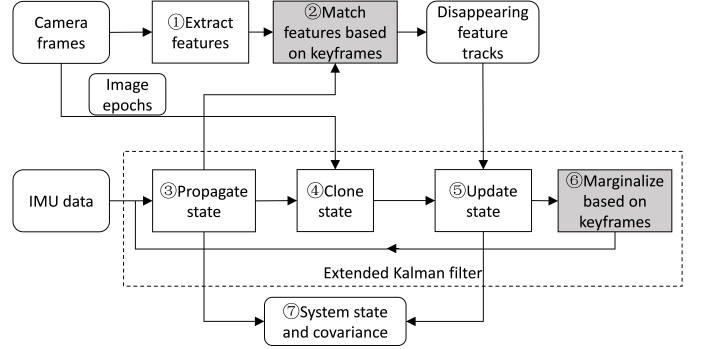 Camera
frames
①Extract
features
②Match
features based
on keyframes
Disappearing
feature
tracks
Image
epochs
IMU data
③Propagate
state
④Clone
state
⑤Update
state
⑥Marginalize
based on
keyframes
Extended Kalman filter
⑦System state
and covariance